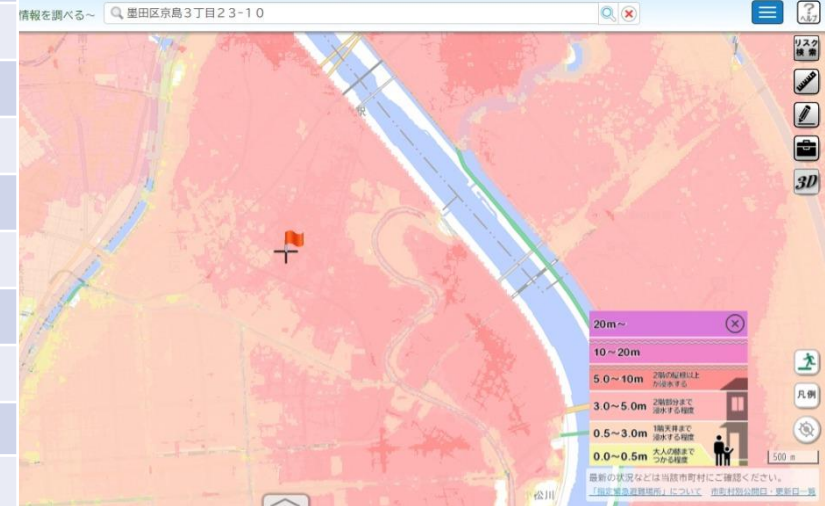 情報を調べる～
墨田区京島３丁目２３-１０
ヘルプ
リスク
検索
3D
20m～
10～20m
5 0～10m 2階の屋根以上
が浸水する
3.0～5.0m 2階部分まで
浸水する程度
0.5～3.0m 1階天井まで
浸水する程度
0.0～0.5m 大人の膝まで
つかる程度
凡例
500 m
最新の状況などは当該市町村にご確認ください。
「指定緊急避難場所」について 市町村別公開日・更新日一覧
松川